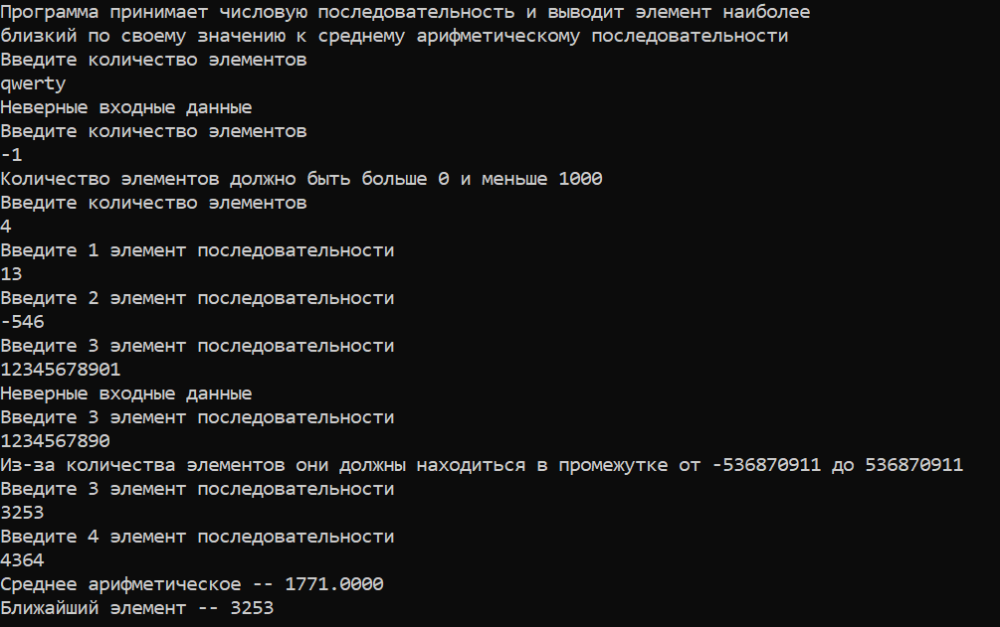 Программа принимает числовую последовательность и выводит элемент наиболее
близкий по своему значению к среднему арифметическому последовательности
Введите количество элементов
qwerty
Неверные входные данные
Введите количество элементов
-1
Количество элементов должно быть больше 0 и меньше 1000
Введите количество элементов
4
Введите 1 элемент последовательности
13
Введите 2 элемент последовательности
-546
Введите 3 элемент последовательности
12345678901
Неверные входные данные
Введите 3 элемент последовательности
1234567890
Из-за количества элементов они должны находиться в промежутке от -536870911 до 536870911
Введите 3 элемент последовательности
3253
Введите 4 элемент последовательности
4364
Среднее арифметическое -- 1771.0000
Ближайший элемент -- 3253